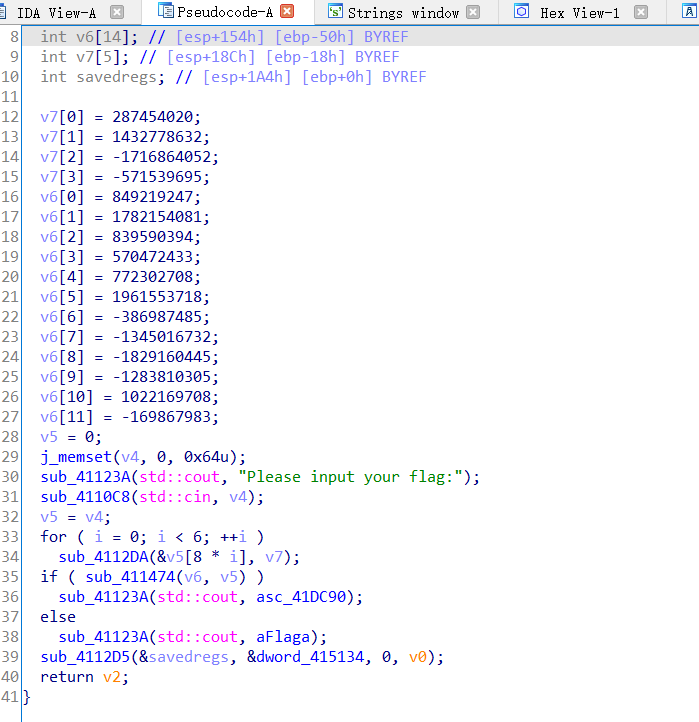 IDA View-A Pseudocode-A Strings window Hex View-1
8 int v6[14]; // [esp+154h] [ebp-50h] BYREF
9 int v7[5]; // [esp+18Ch] [ebp-18h] BYREF
10 int savedregs; // [esp+1A4h] [ebp+0h] BYREF
11
12 v7[0] = 287454020;
13 v7[1] = 1432778632;
14 v7[2] = -1716864052;
15 v7[3] = -571539695;
16 v6[0] = 849219247;
17 v6[1] = 1782154081;
18 v6[2] = 839590394;
19 v6[3] = 570472433;
20 v6[4] = 772302708;
21 v6[5] = 1961553718;
22 v6[6] = -386987485;
23 v6[7] = -1345016732;
24 v6[8] = -1829160445;
25 v6[9] = -1283810305;
26 v6[10] = 1022169708;
27 v6[11] = -169867983;
28 v5 = 0;
29 j_memset(v4, 0, 0x64u);
30 sub_41123A(std::cout, "Please input your flag:");
31 sub_4110C8(std::cin, v4);
32 v5 = v4;
33 for ( i = 0; i < 6; ++i )
34 sub_4112DA(&v5[8 * i], v7);
35 if ( sub_411474(v6, v5) )
36 sub_41123A(std::cout, asc_41DC90);
37 else
38 sub_41123A(std::cout, aFlaga);
39 sub_4112D5(&savedregs, &dword_415134, 0, v0);
40 return v2;
41 }